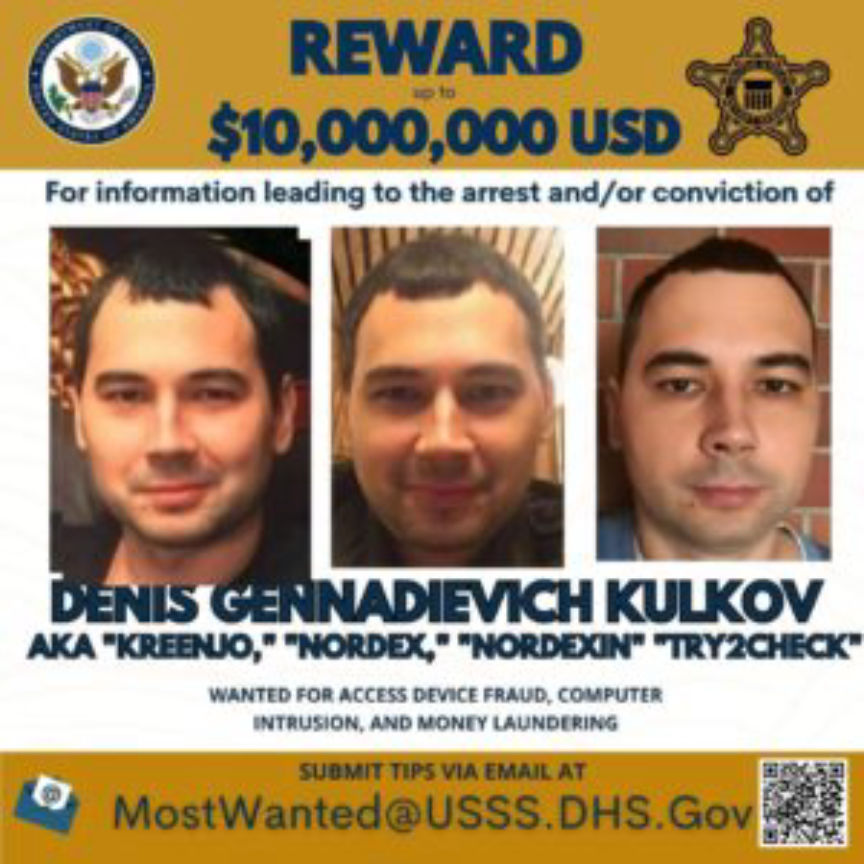 REWARD
up to
$10,000,000 USD
For information leading to the arrest and/or conviction of
DENIS GENNADIEVICH KULKOV
AKA "KREENJO," "NORDEX," "NORDEXIN" "TRY2CHECK"
WANTED FOR ACCESS DEVICE FRAUD, COMPUTER
INTRUSION, AND MONEY LAUNDERING
SUBMIT TIPS VIA EMAIL AT
MostWanted@USSS.DHS.Gov